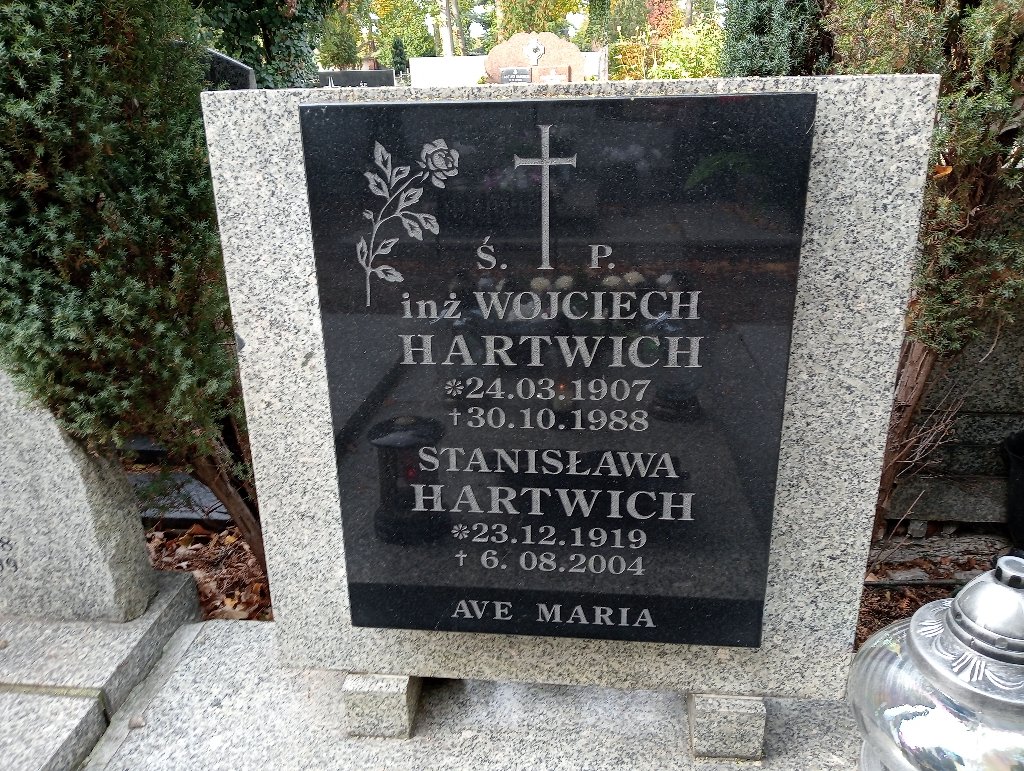 Ś. P.
inż WOJCIECH
HARTWICH
*24.03.1907
†30.10.1988
STANISŁAWA
HARTWICH
*23.12.1919
† 6. 08.2004
AVE MARIA